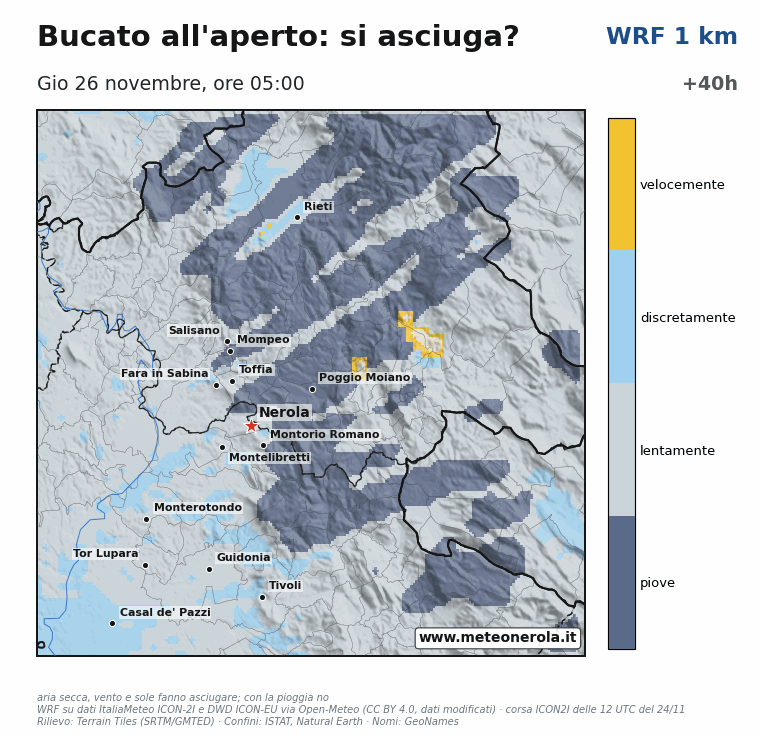 Bucato all'aperto: si asciuga?
WRF 1 km
Gio 26 novembre, ore 05:00
+40h
velocemente
discretamente
lentamente
piove
Rieti
Salisano
Mompeo
Fara in Sabina
Toffia
Poggio Moiano
Nerola
Montorio Romano
Montelibretti
Monterotondo
Tor Lupara
Guidonia
Tivoli
Casal de' Pazzi
www.meteonerola.it
aria secca, vento e sole fanno asciugare; con la pioggia no
WRF su dati ItaliaMeteo ICON-2I e DWD ICON-EU via Open-Meteo (CC BY 4.0, dati modificati) · corsa ICON2I delle 12 UTC del 24/11
Rilievo: Terrain Tiles (SRTM/GMTED) · Confini: ISTAT, Natural Earth · Nomi: GeoNames